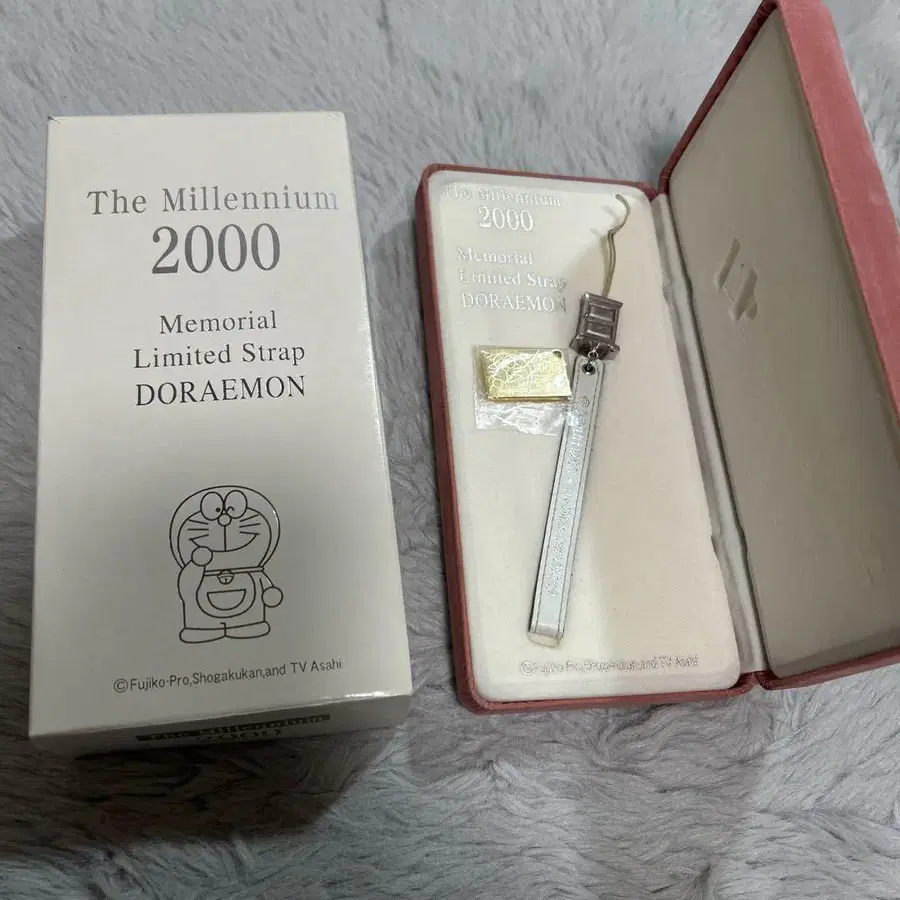 The Millennium
2000
Memorial
Limited Strap
DORAEMON
©Fujiko-Pro,Shogakukan,and TV Asahi
The Millennium
2000
The Millennium
2000
Memorial
Limited Strap
DORAEMON
©Fujiko-Pro,Shogakukan,and TV Asahi